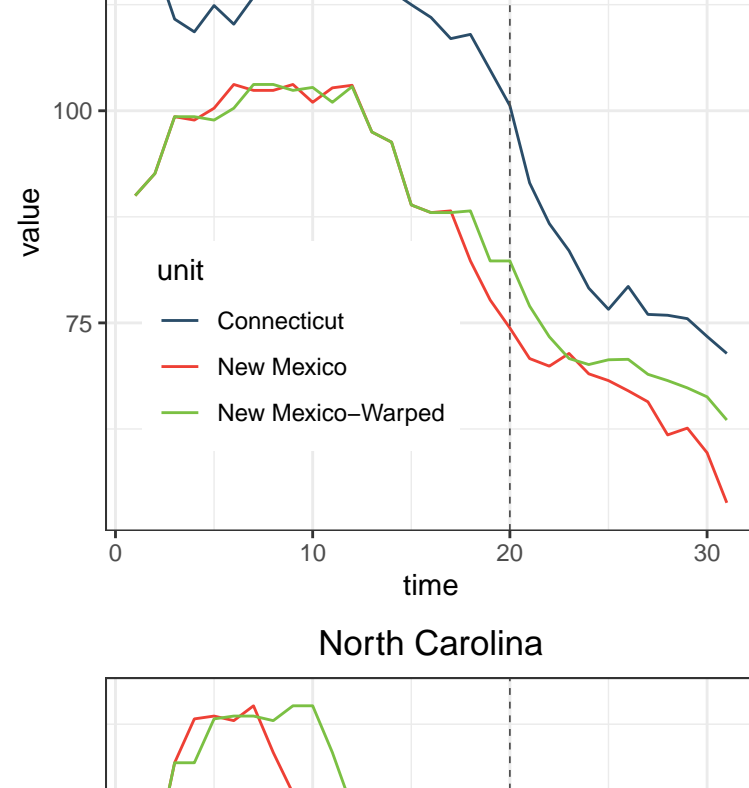 100
value
unit
Connecticut
75
New Mexico
New Mexico−Warped
0 10 20 30
time
North Carolina